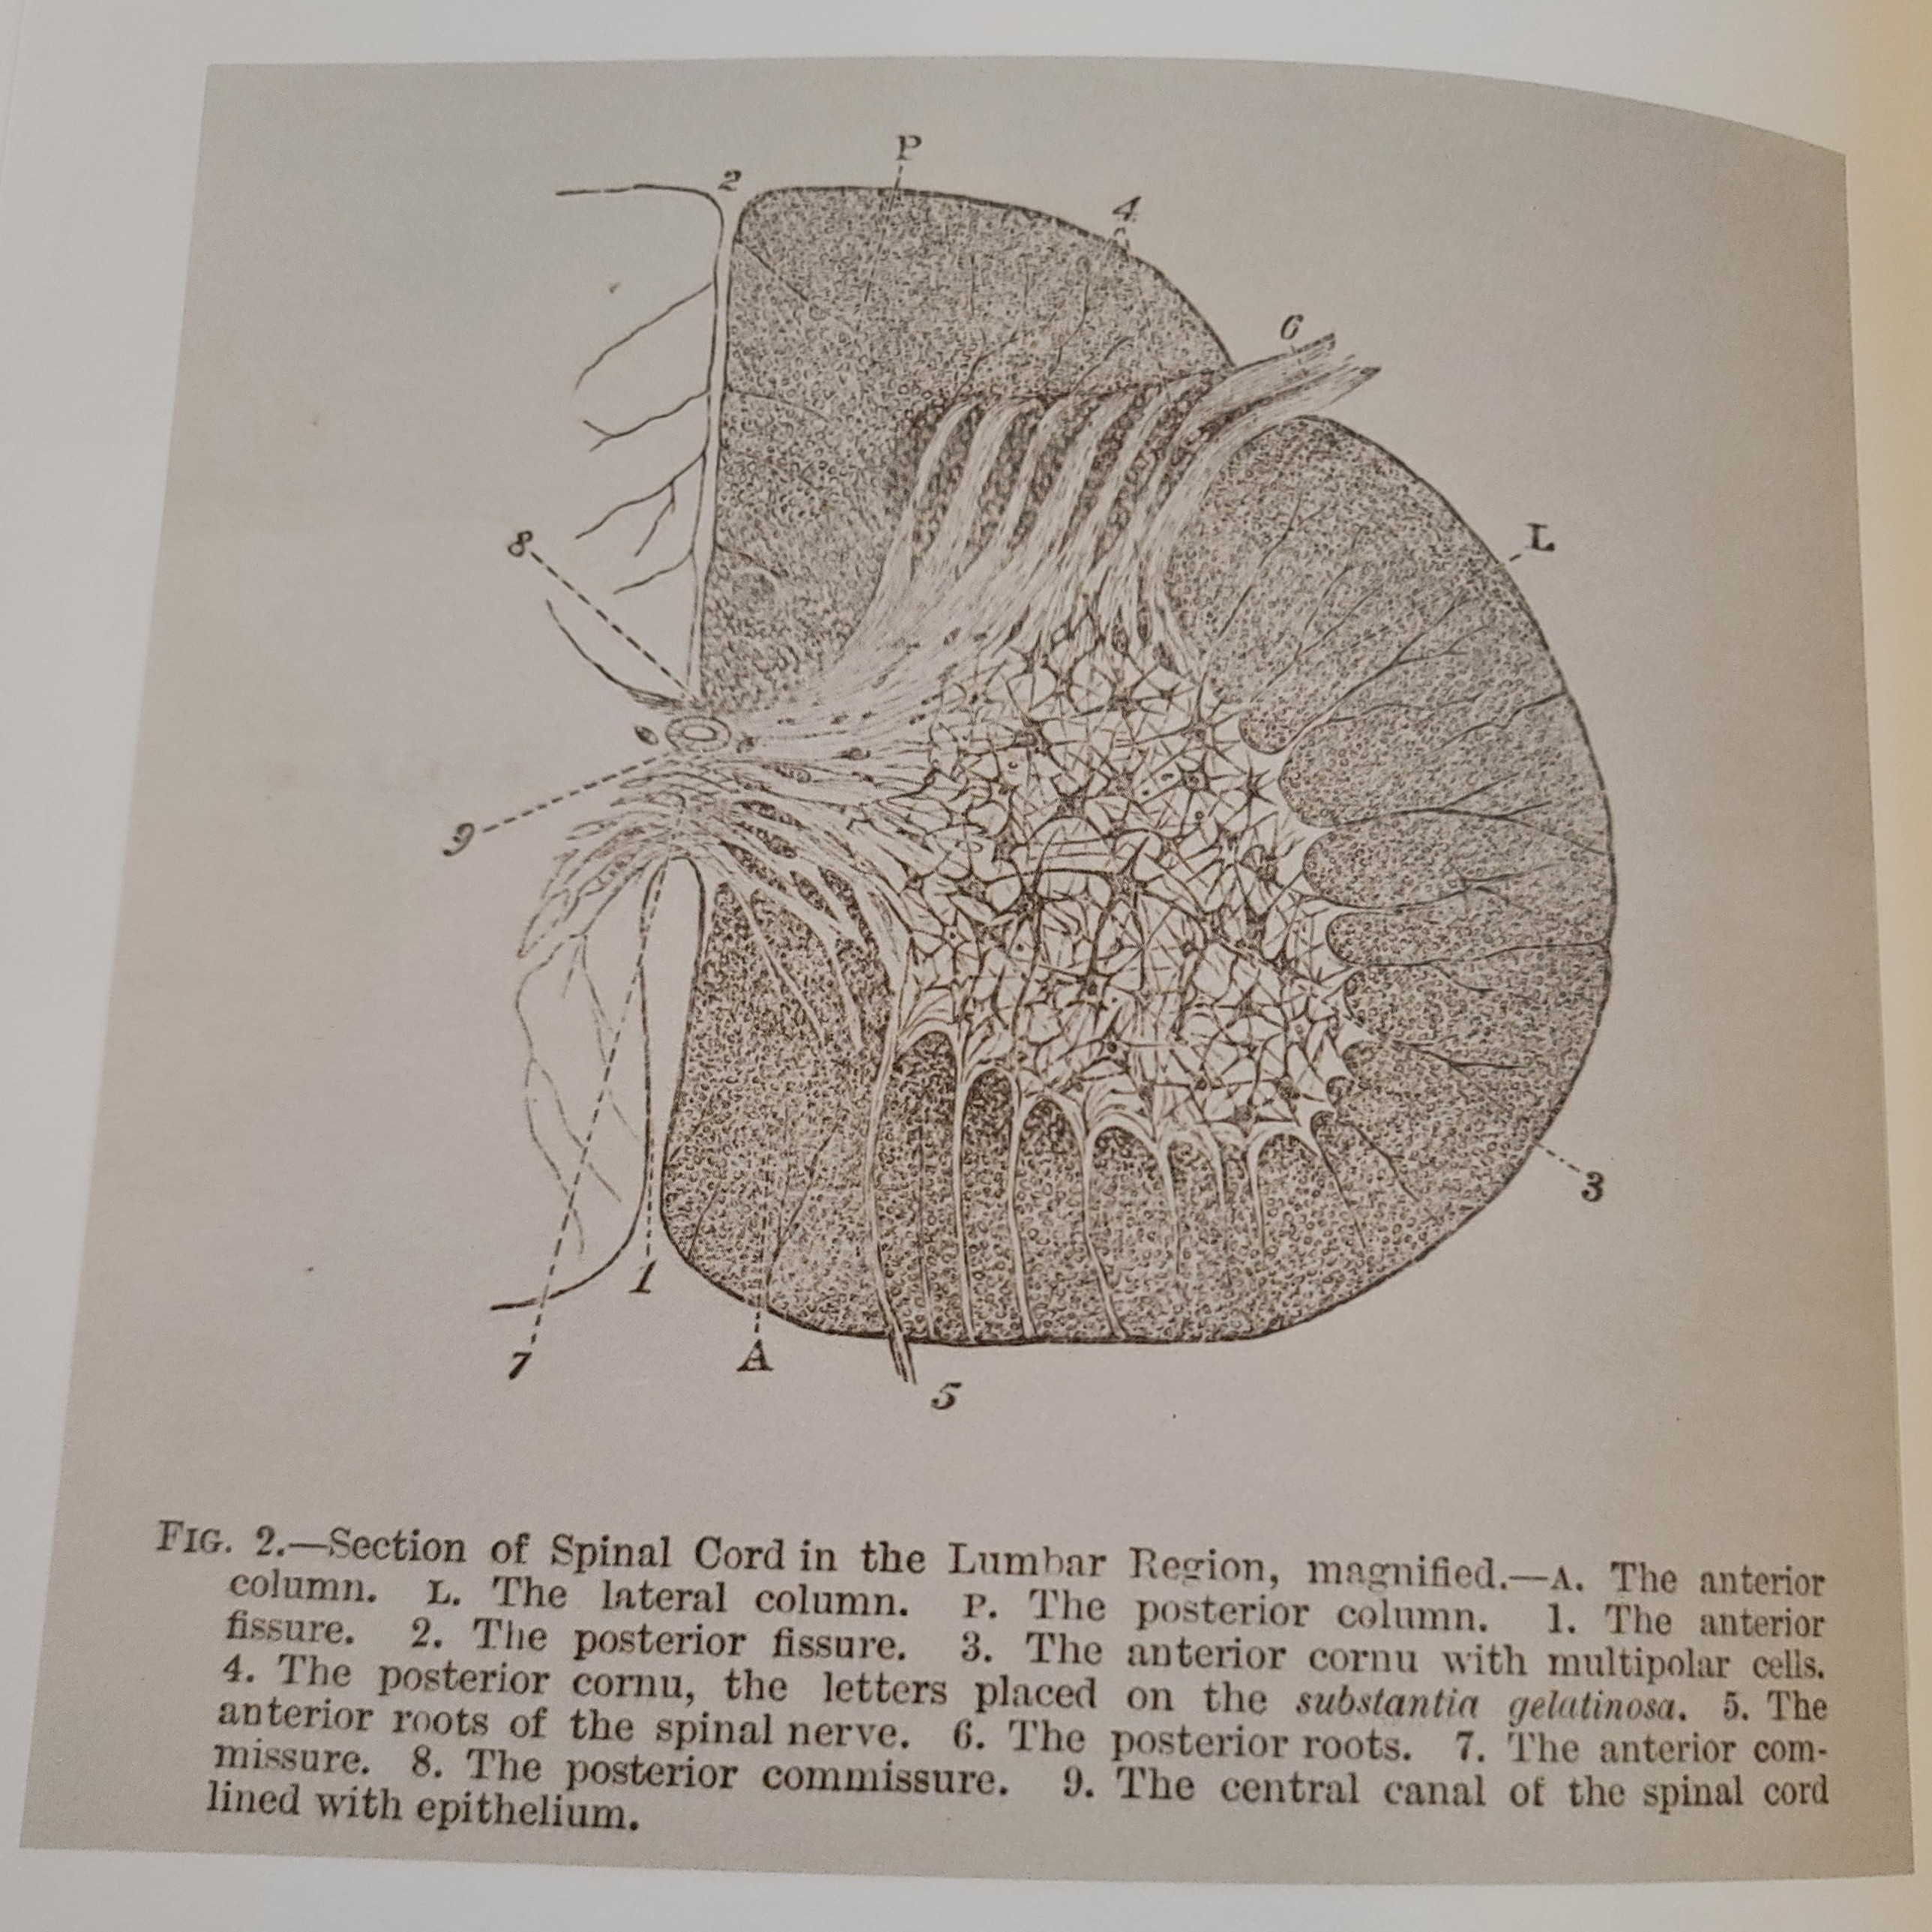 P
2
4
6
L
8
9
3
1
7
A
5
FIG. 2.—Section of Spinal Cord in the Lumbar Region, magnified.—A. The anterior
column. L. The lateral column. P. The posterior column. 1. The anterior
fissure. 2. The posterior fissure. 3. The anterior cornu with multipolar cells.
4. The posterior cornu, the letters placed on the substantia gelatinosa. 5. The
anterior roots of the spinal nerve. 6. The posterior roots. 7. The anterior com-
missure. 8. The posterior commissure. 9. The central canal of the spinal cord
lined with epithelium.